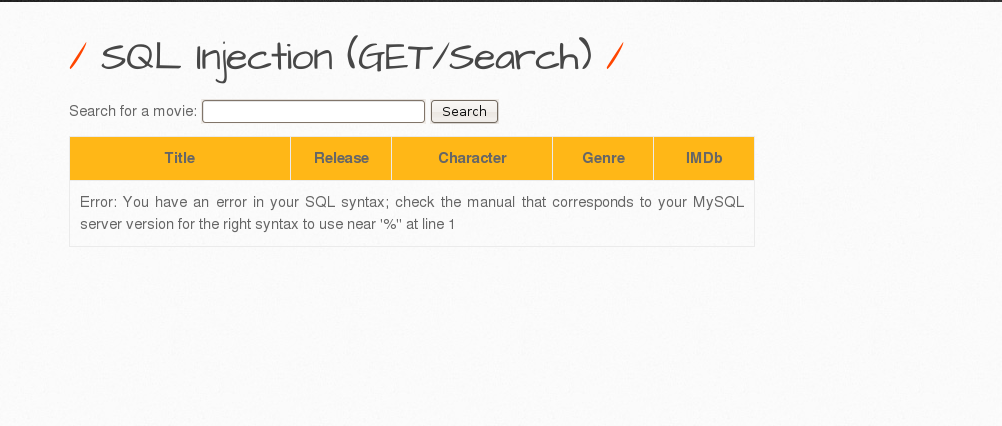 / SQL Injection (GET/Search) /
Search for a movie: Search
Title Release Character Genre IMDb
Error: You have an error in your SQL syntax; check the manual that corresponds to your MySQL
server version for the right syntax to use near '%'' at line 1